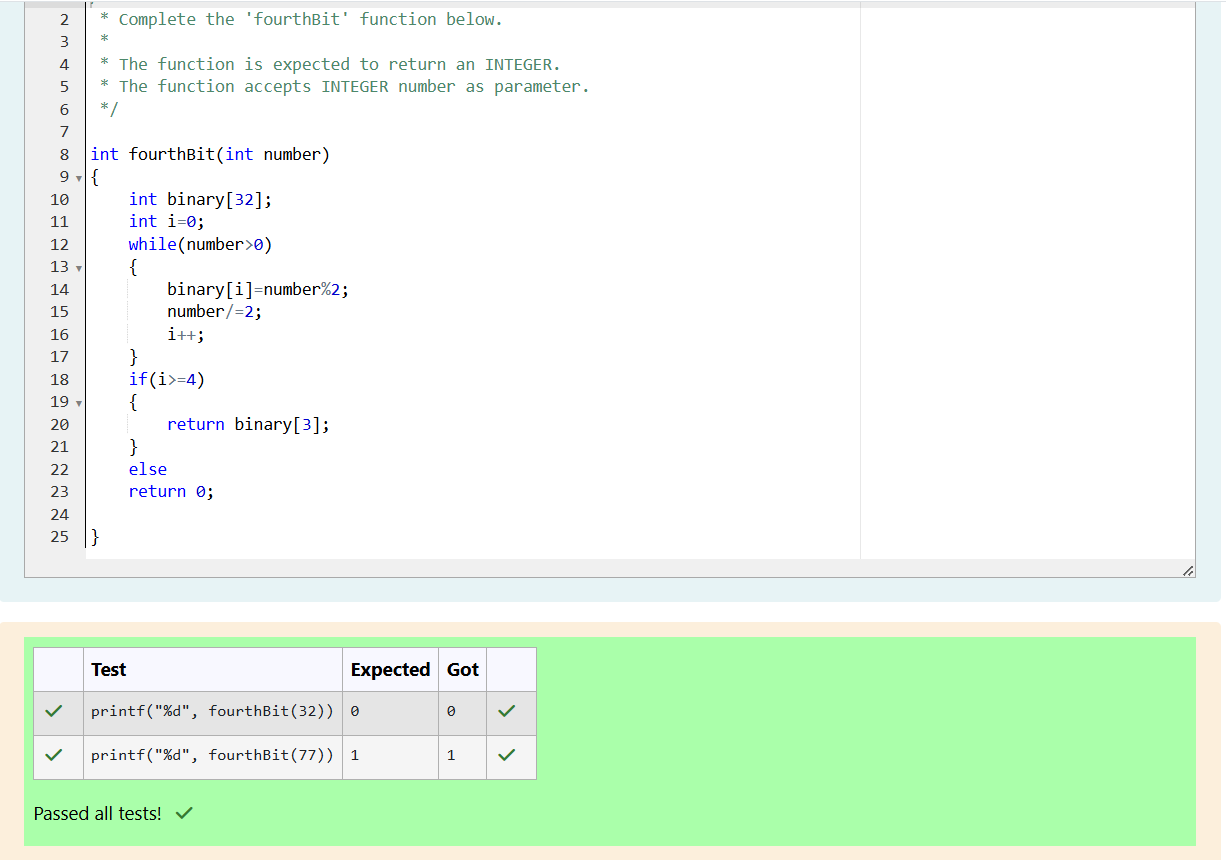 2  * Complete the 'fourthBit' function below.
3  *
4  * The function is expected to return an INTEGER.
5  * The function accepts INTEGER number as parameter.
6  */
7
8 int fourthBit(int number)
9 {
10     int binary[32];
11     int i=0;
12     while(number>0)
13     {
14         binary[i]=number%2;
15         number/=2;
16         i++;
17     }
18     if(i>=4)
19     {
20         return binary[3];
21     }
22     else
23     return 0;
24
25 }
Test Expected Got
printf("%d", fourthBit(32)) 0 0
printf("%d", fourthBit(77)) 1 1
Passed all tests!